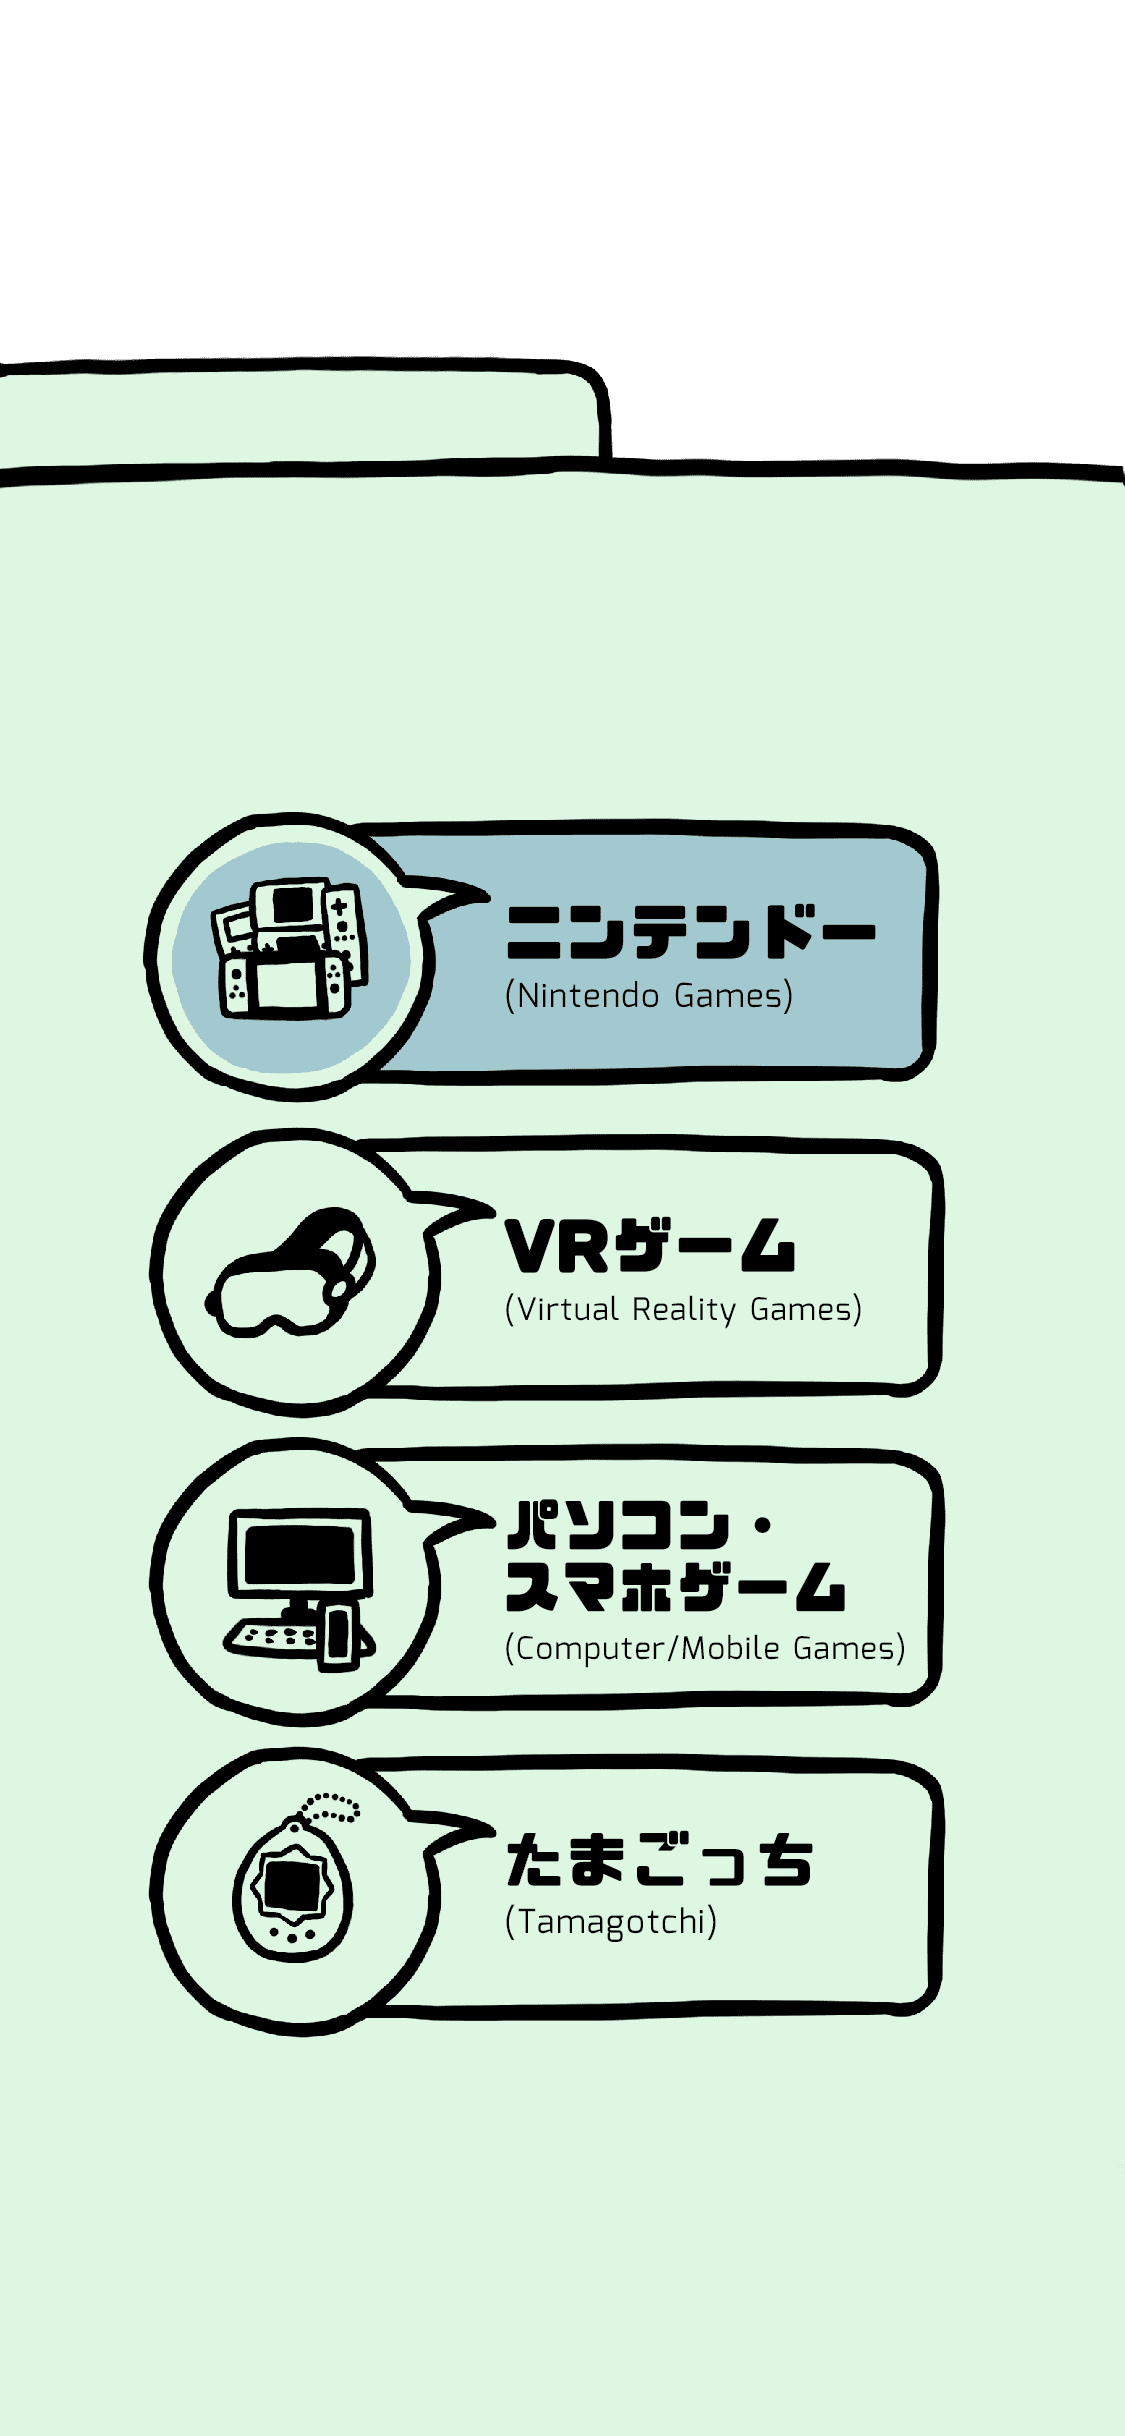 ニンテンドー
(Nintendo Games)
VRゲーム
(Virtual Reality Games)
パソコン・
スマホゲーム
(Computer/Mobile Games)
たまごっち
(Tamagotchi)